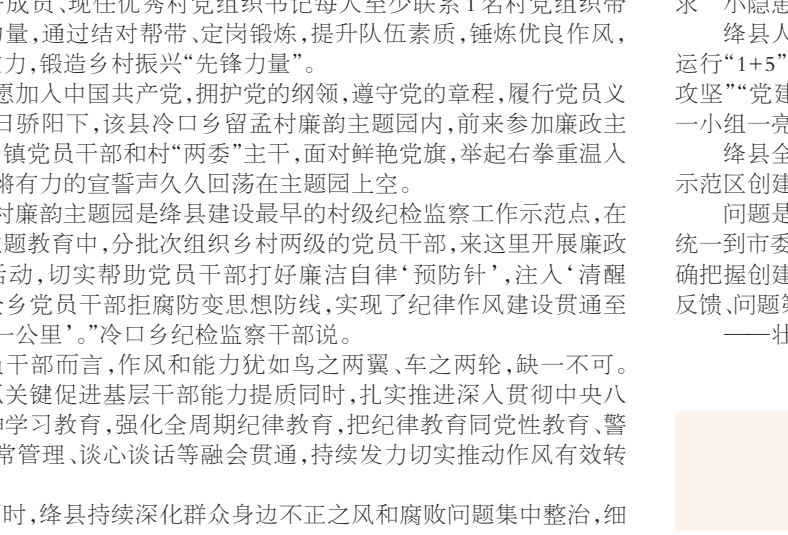 成员、现任优秀村党组织书记每人至少联系1名村党组织带
量,通过结对帮带、定岗锻炼,提升队伍素质,锤炼优良作风,
力,锻造乡村振兴“先锋力量”。
愿加入中国共产党,拥护党的纲领,遵守党的章程,履行党员义
日骄阳下,该县冷口乡留孟村廉韵主题园内,前来参加廉政主
镇党员干部和村“两委”主干,面对鲜艳党旗,举起右拳重温入
将有力的宣誓声久久回荡在主题园上空。
村廉韵主题园是绛县建设最早的村级纪检监察工作示范点,在
题教育中,分批次组织乡村两级的党员干部,来这里开展廉政
活动,切实帮助党员干部打好廉洁自律‘预防针’,注入‘清醒
全乡党员干部拒腐防变思想防线,实现了纪律作风建设贯通至
一公里’。”冷口乡纪检监察干部说。
员干部而言,作风和能力犹如鸟之两翼、车之两轮,缺一不可。
关键促进基层干部能力提质同时,扎实推进深入贯彻中央八
神学习教育,强化全周期纪律教育,把纪律教育同党性教育、警
常管理、谈心谈话等融会贯通,持续发力切实推动作风有效转
时,绛县持续深化群众身边不正之风和腐败问题集中整治,细
求 小隐患
绛县人
运行“1+5”
攻坚”“党建
一小组一亮
绛县全
示范区创建
问题是
统一到市委
确把握创建
反馈、问题
——壮